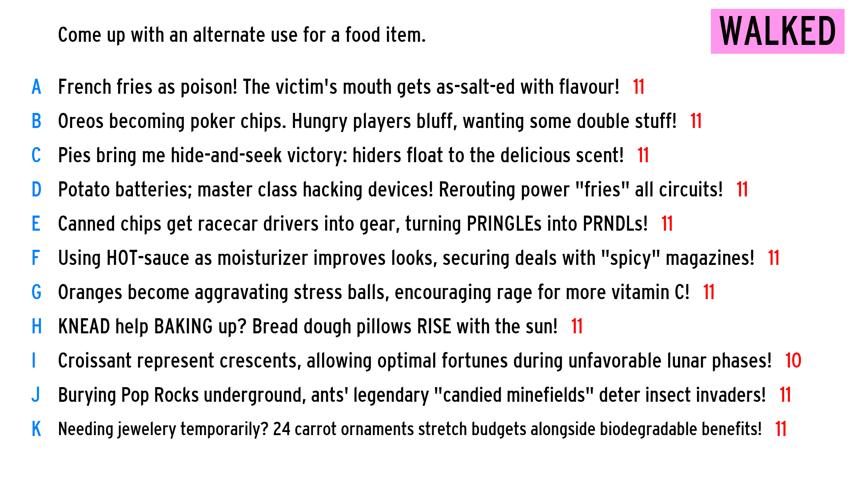 Come up with an alternate use for a food item.
WALKED
A French fries as poison! The victim's mouth gets as-salt-ed with flavour! 11
B Oreos becoming poker chips. Hungry players bluff, wanting some double stuff! 11
C Pies bring me hide-and-seek victory: hiders float to the delicious scent! 11
D Potato batteries; master class hacking devices! Rerouting power "fries" all circuits! 11
E Canned chips get racecar drivers into gear, turning PRINGLEs into PRNDLs! 11
F Using HOT-sauce as moisturizer improves looks, securing deals with "spicy" magazines! 11
G Oranges become aggravating stress balls, encouraging rage for more vitamin C! 11
H KNEAD help BAKING up? Bread dough pillows RISE with the sun! 11
I Croissant represent crescents, allowing optimal fortunes during unfavorable lunar phases! 10
J Burying Pop Rocks underground, ants' legendary "candied minefields" deter insect invaders! 11
K Needing jewelery temporarily? 24 carrot ornaments stretch budgets alongside biodegradable benefits! 11